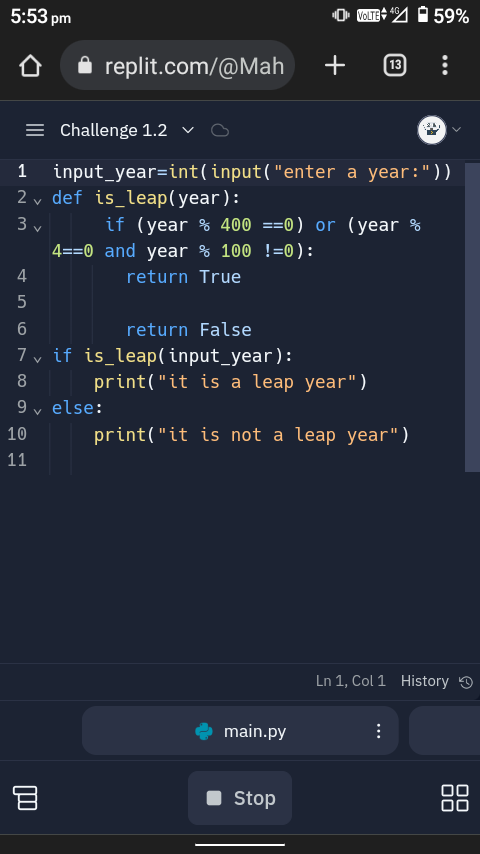 5:53 pm VoLTE 4G 59%
replit.com/@Mah 13
Challenge 1.2
1 input_year=int(input("enter a year:"))
2 def is_leap(year):
3 if (year % 400 ==0) or (year %
4==0 and year % 100 !=0):
4 return True
5
6 return False
7 if is_leap(input_year):
8 print("it is a leap year")
9 else:
10 print("it is not a leap year")
11
Ln 1, Col 1 History
main.py
Stop